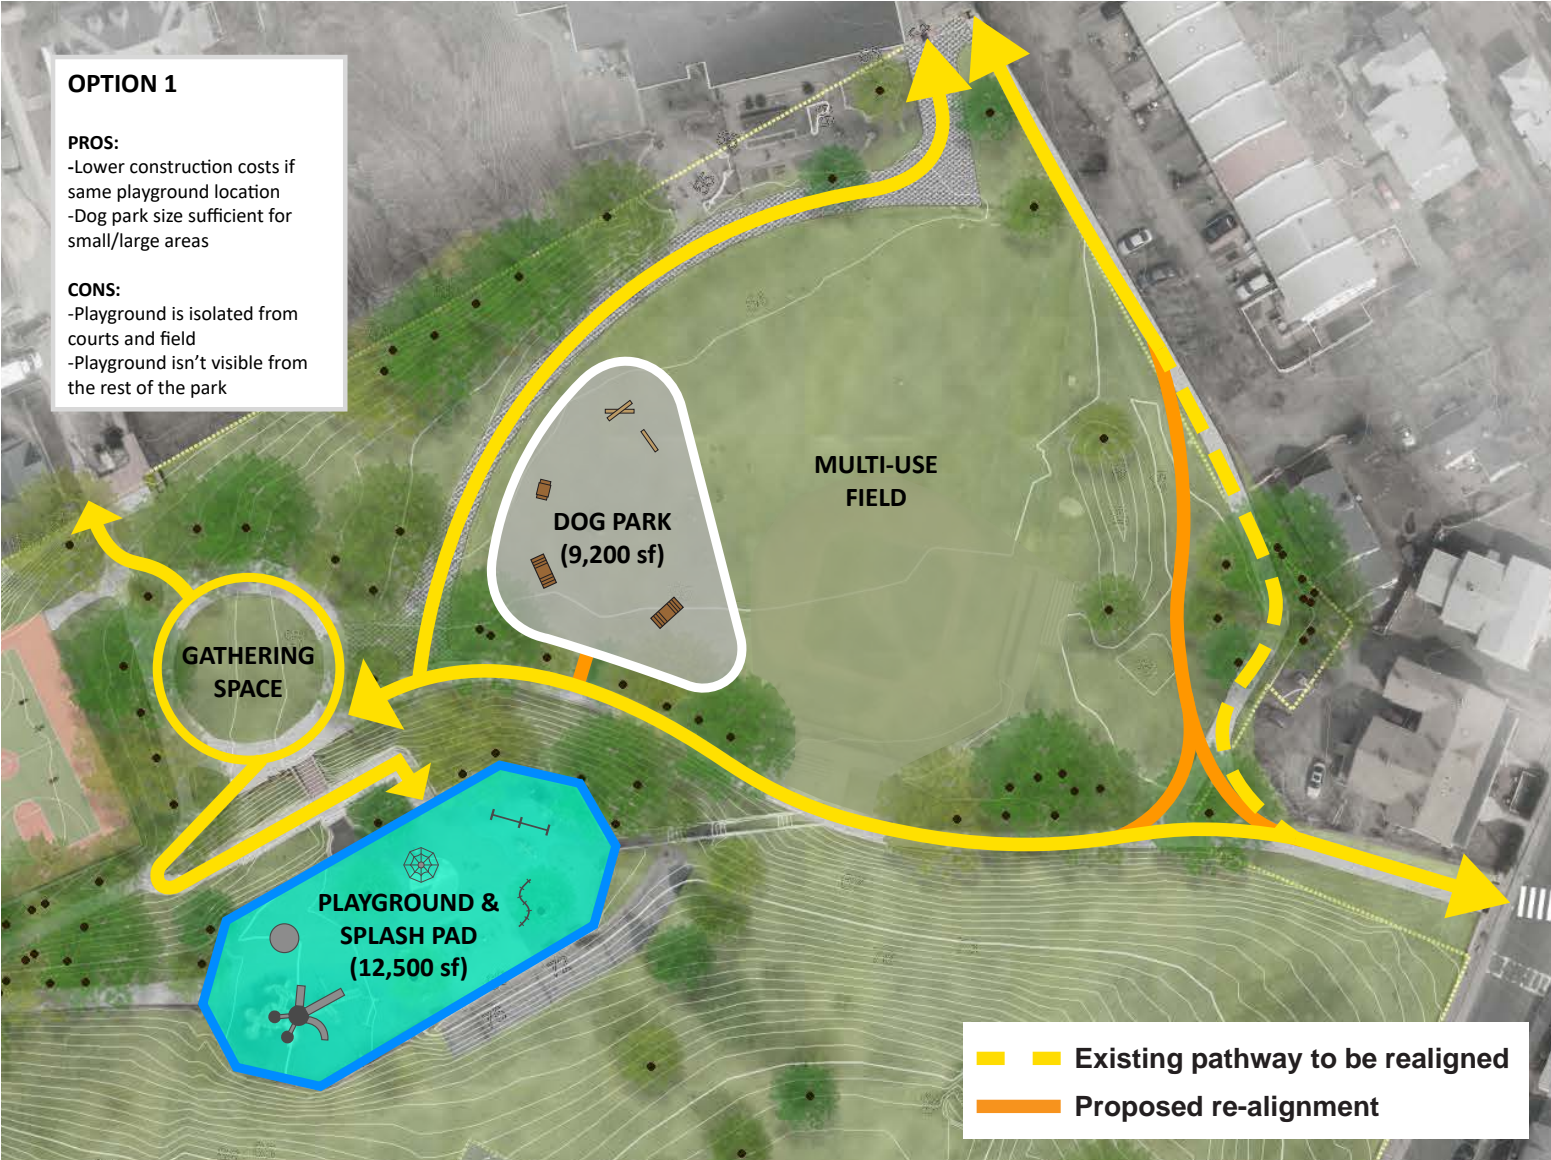 OPTION 1
PROS:
-Lower construction costs if
same playground location
-Dog park size sufficient for
small/large areas
CONS:
-Playground is isolated from
courts and field
-Playground isn't visible from
the rest of the park
MULTI-USE
FIELD
DOG PARK
(9,200 sf)
GATHERING
SPACE
PLAYGROUND &
SPLASH PAD
(12,500 sf)
Existing pathway to be realigned
Proposed re-alignment